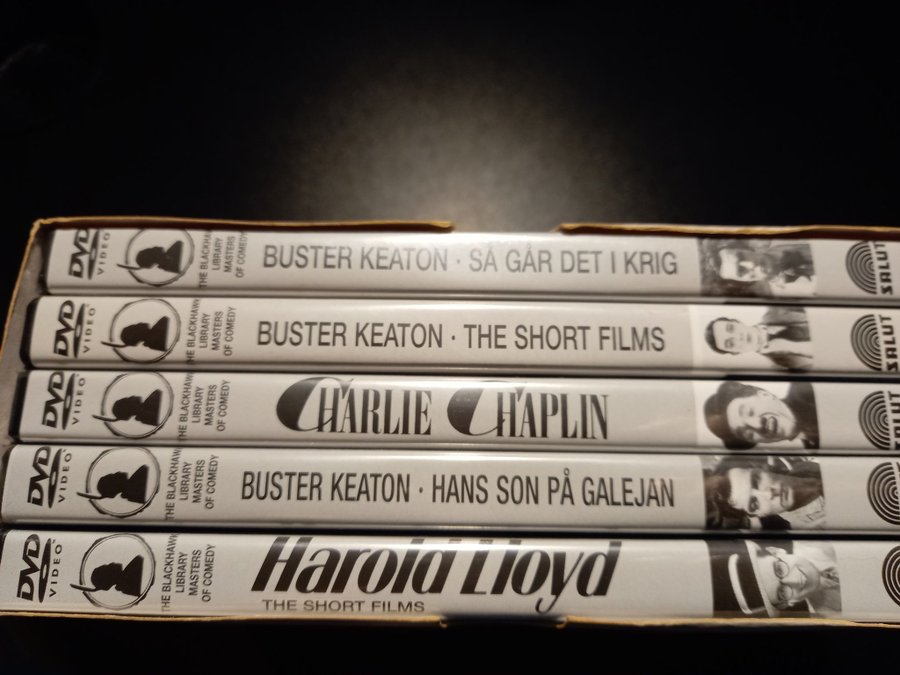 DVD
VIDEO
THE BLACKHAWK
LIBRARY
MASTERS
OF COMEDY
BUSTER KEATON · SÅ GÅR DET I KRIG
SALUT
DVD
VIDEO
THE BLACKHAWK
LIBRARY
MASTERS
OF COMEDY
BUSTER KEATON · THE SHORT FILMS
SALUT
DVD
VIDEO
THE BLACKHAWK
LIBRARY
MASTERS
OF COMEDY
CHARLIE CHAPLIN
SALUT
DVD
VIDEO
THE BLACKHAWK
LIBRARY
MASTERS
OF COMEDY
BUSTER KEATON · HANS SON PÅ GALEJAN
DVD
VIDEO
THE BLACKHAWK
LIBRARY
MASTERS
OF COMEDY
Harold Lloyd
THE SHORT FILMS